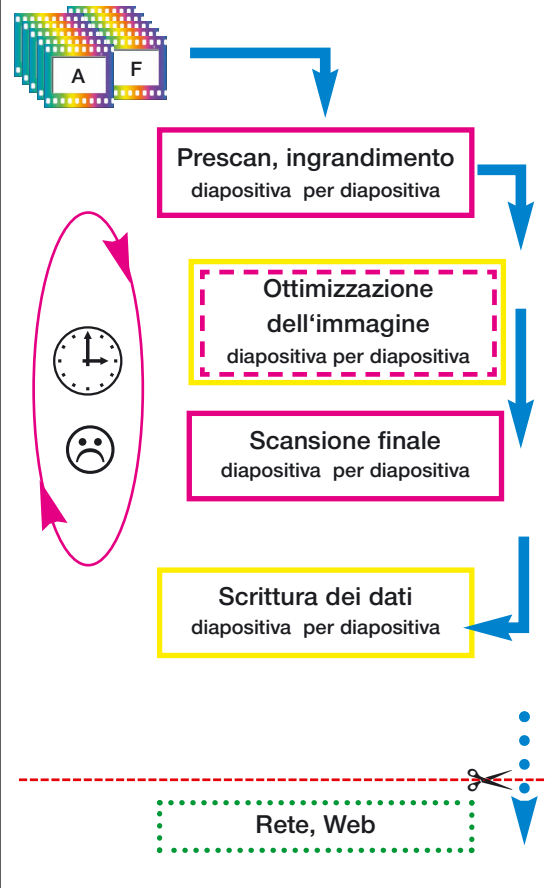 A
F
Prescan, ingrandimento
diapositiva per diapositiva
Ottimizzazione
dell‘immagine
diapositiva per diapositiva
Scansione finale
diapositiva per diapositiva
Scrittura dei dati
diapositiva per diapositiva
Rete, Web